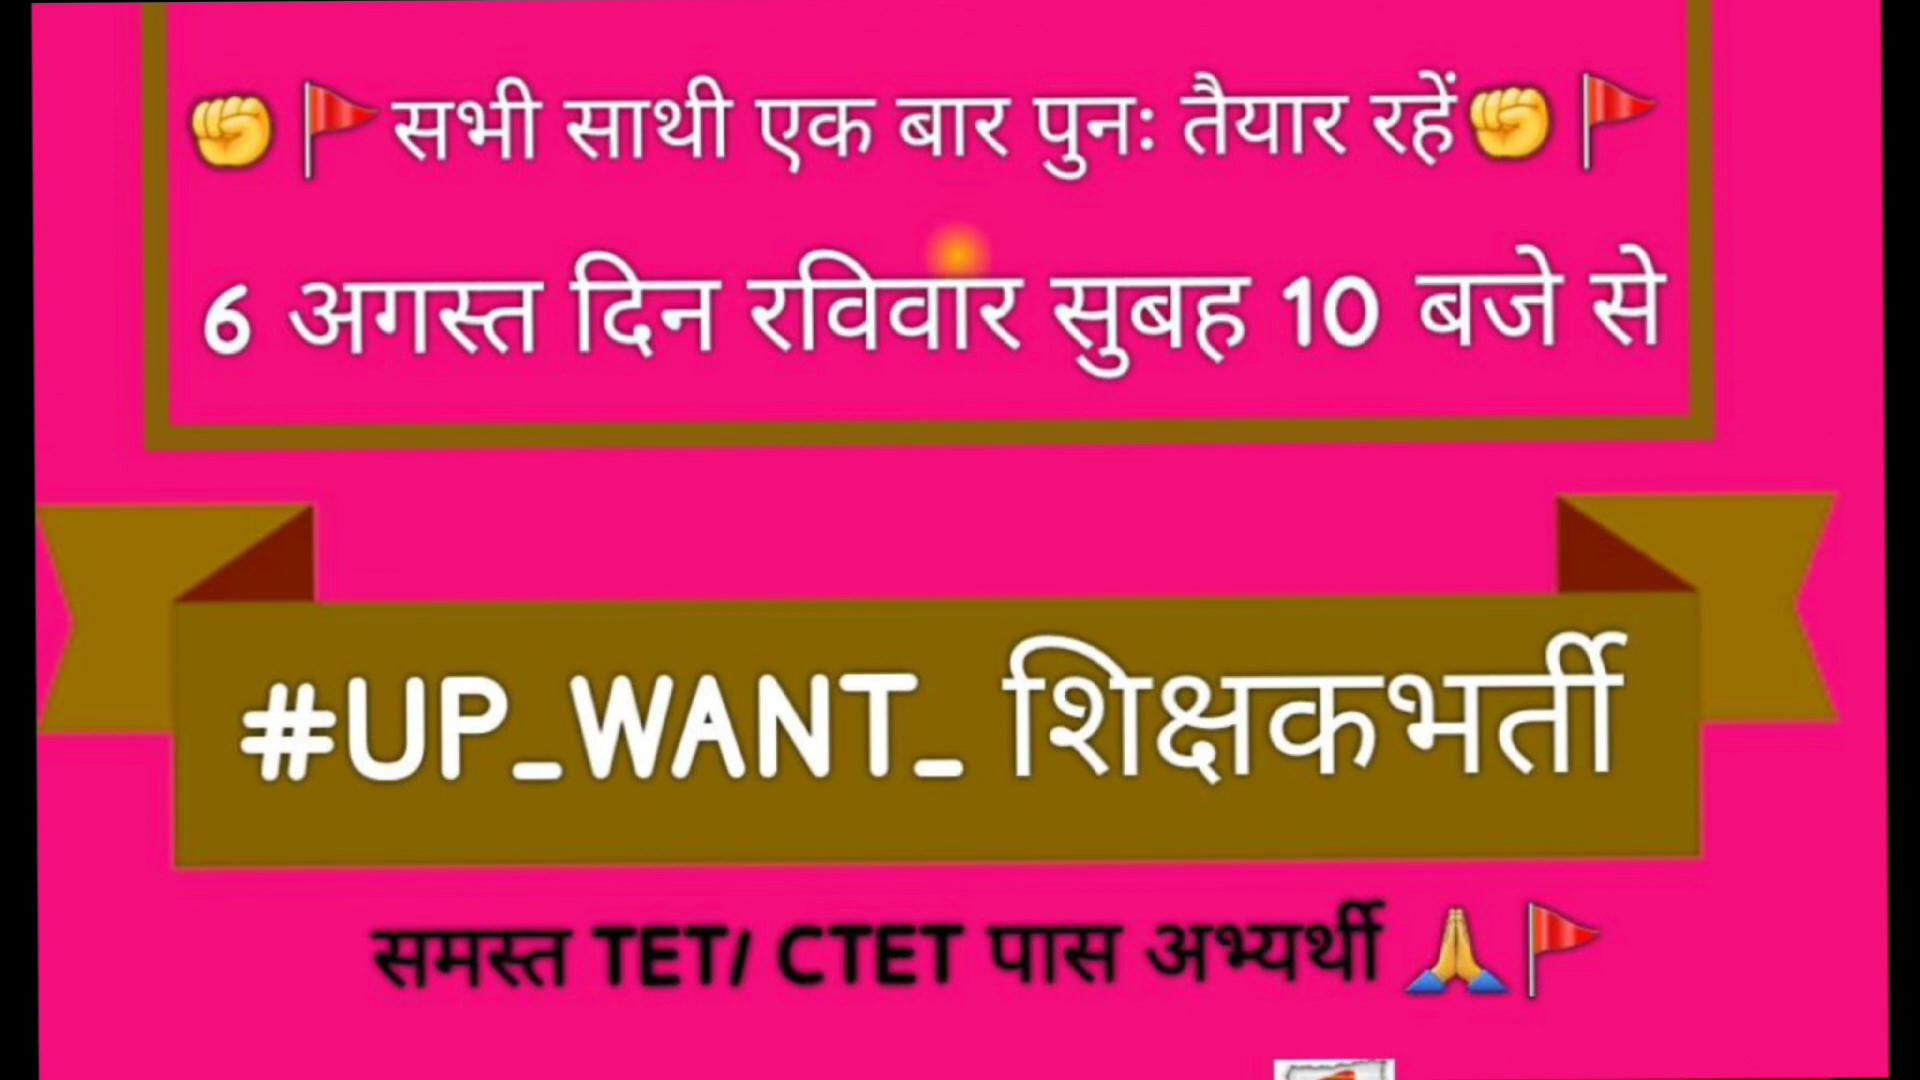 ✊🚩सभी साथी एक बार पुनः तैयार रहें✊🚩
6 अगस्त दिन रविवार सुबह 10 बजे से
#UP_WANT_ शिक्षकभर्ती
समस्त TET/ CTET पास अभ्यर्थी 🙏🚩